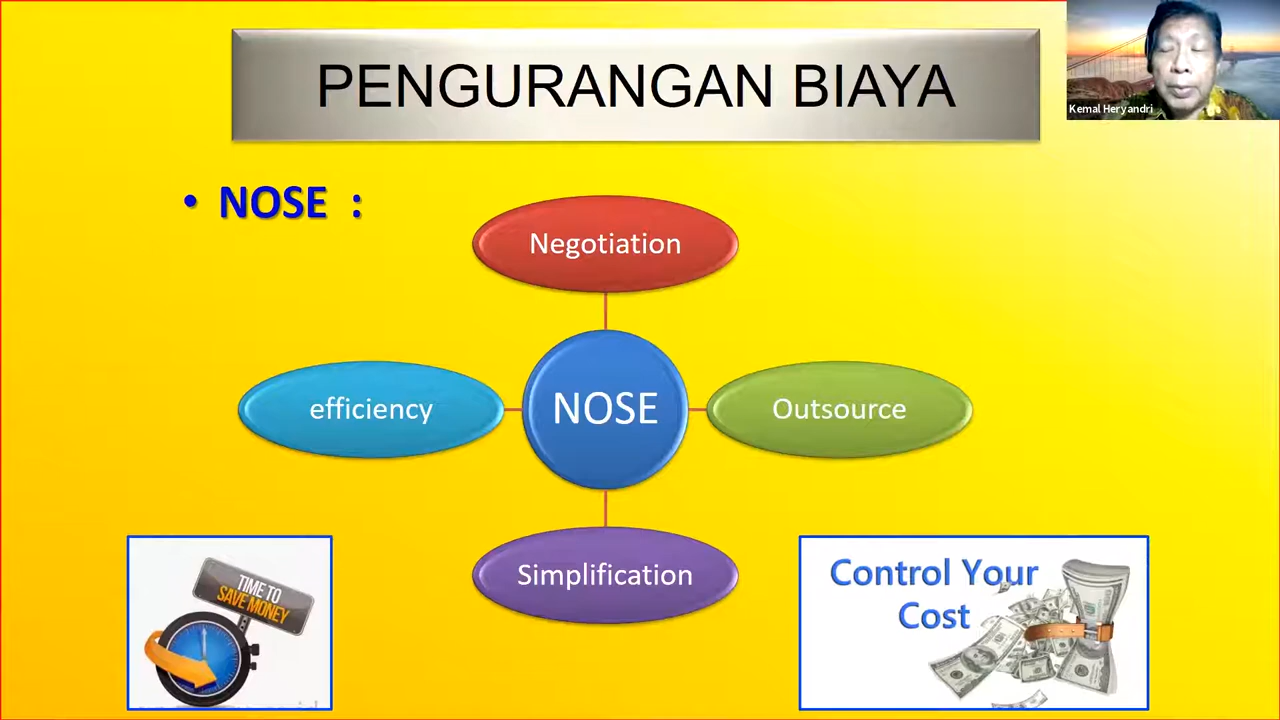 PENGURANGAN BIAYA
Kemal Heryandri
• NOSE :
Negotiation
efficiency
NOSE
Outsource
Simplification
TIME TO
SAVE MONEY
Control Your
Cost